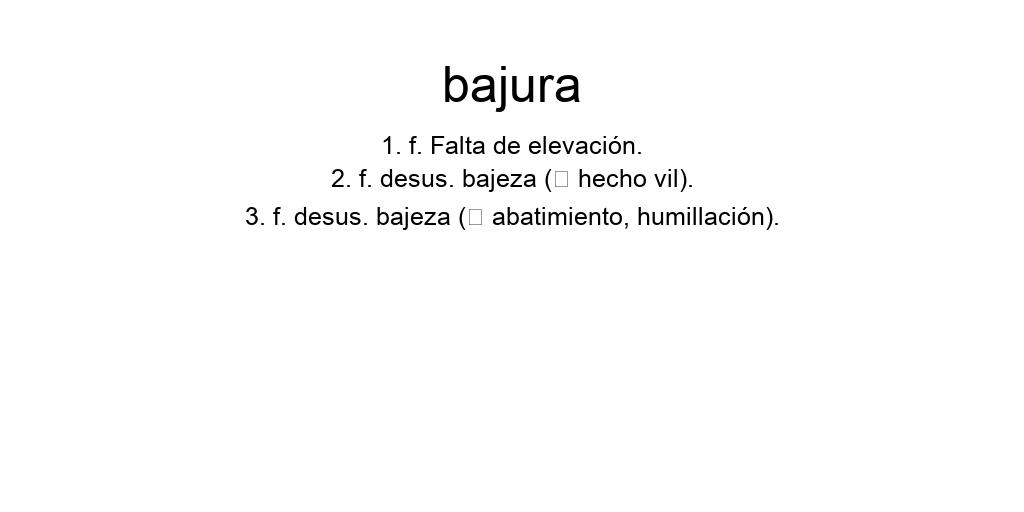 bajura
1. f. Falta de elevación.
2. f. desus. bajeza (□ hecho vil).
3. f. desus. bajeza (□ abatimiento, humillación).